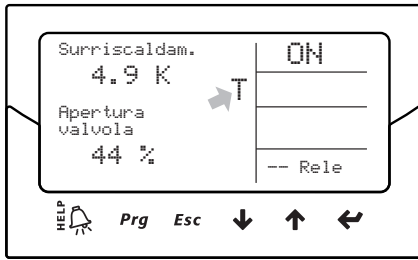 Surriscaldam.
4.9 K
Apertura
valvola
44 %
T
ON
-- Rele
HELP
Prg
Esc